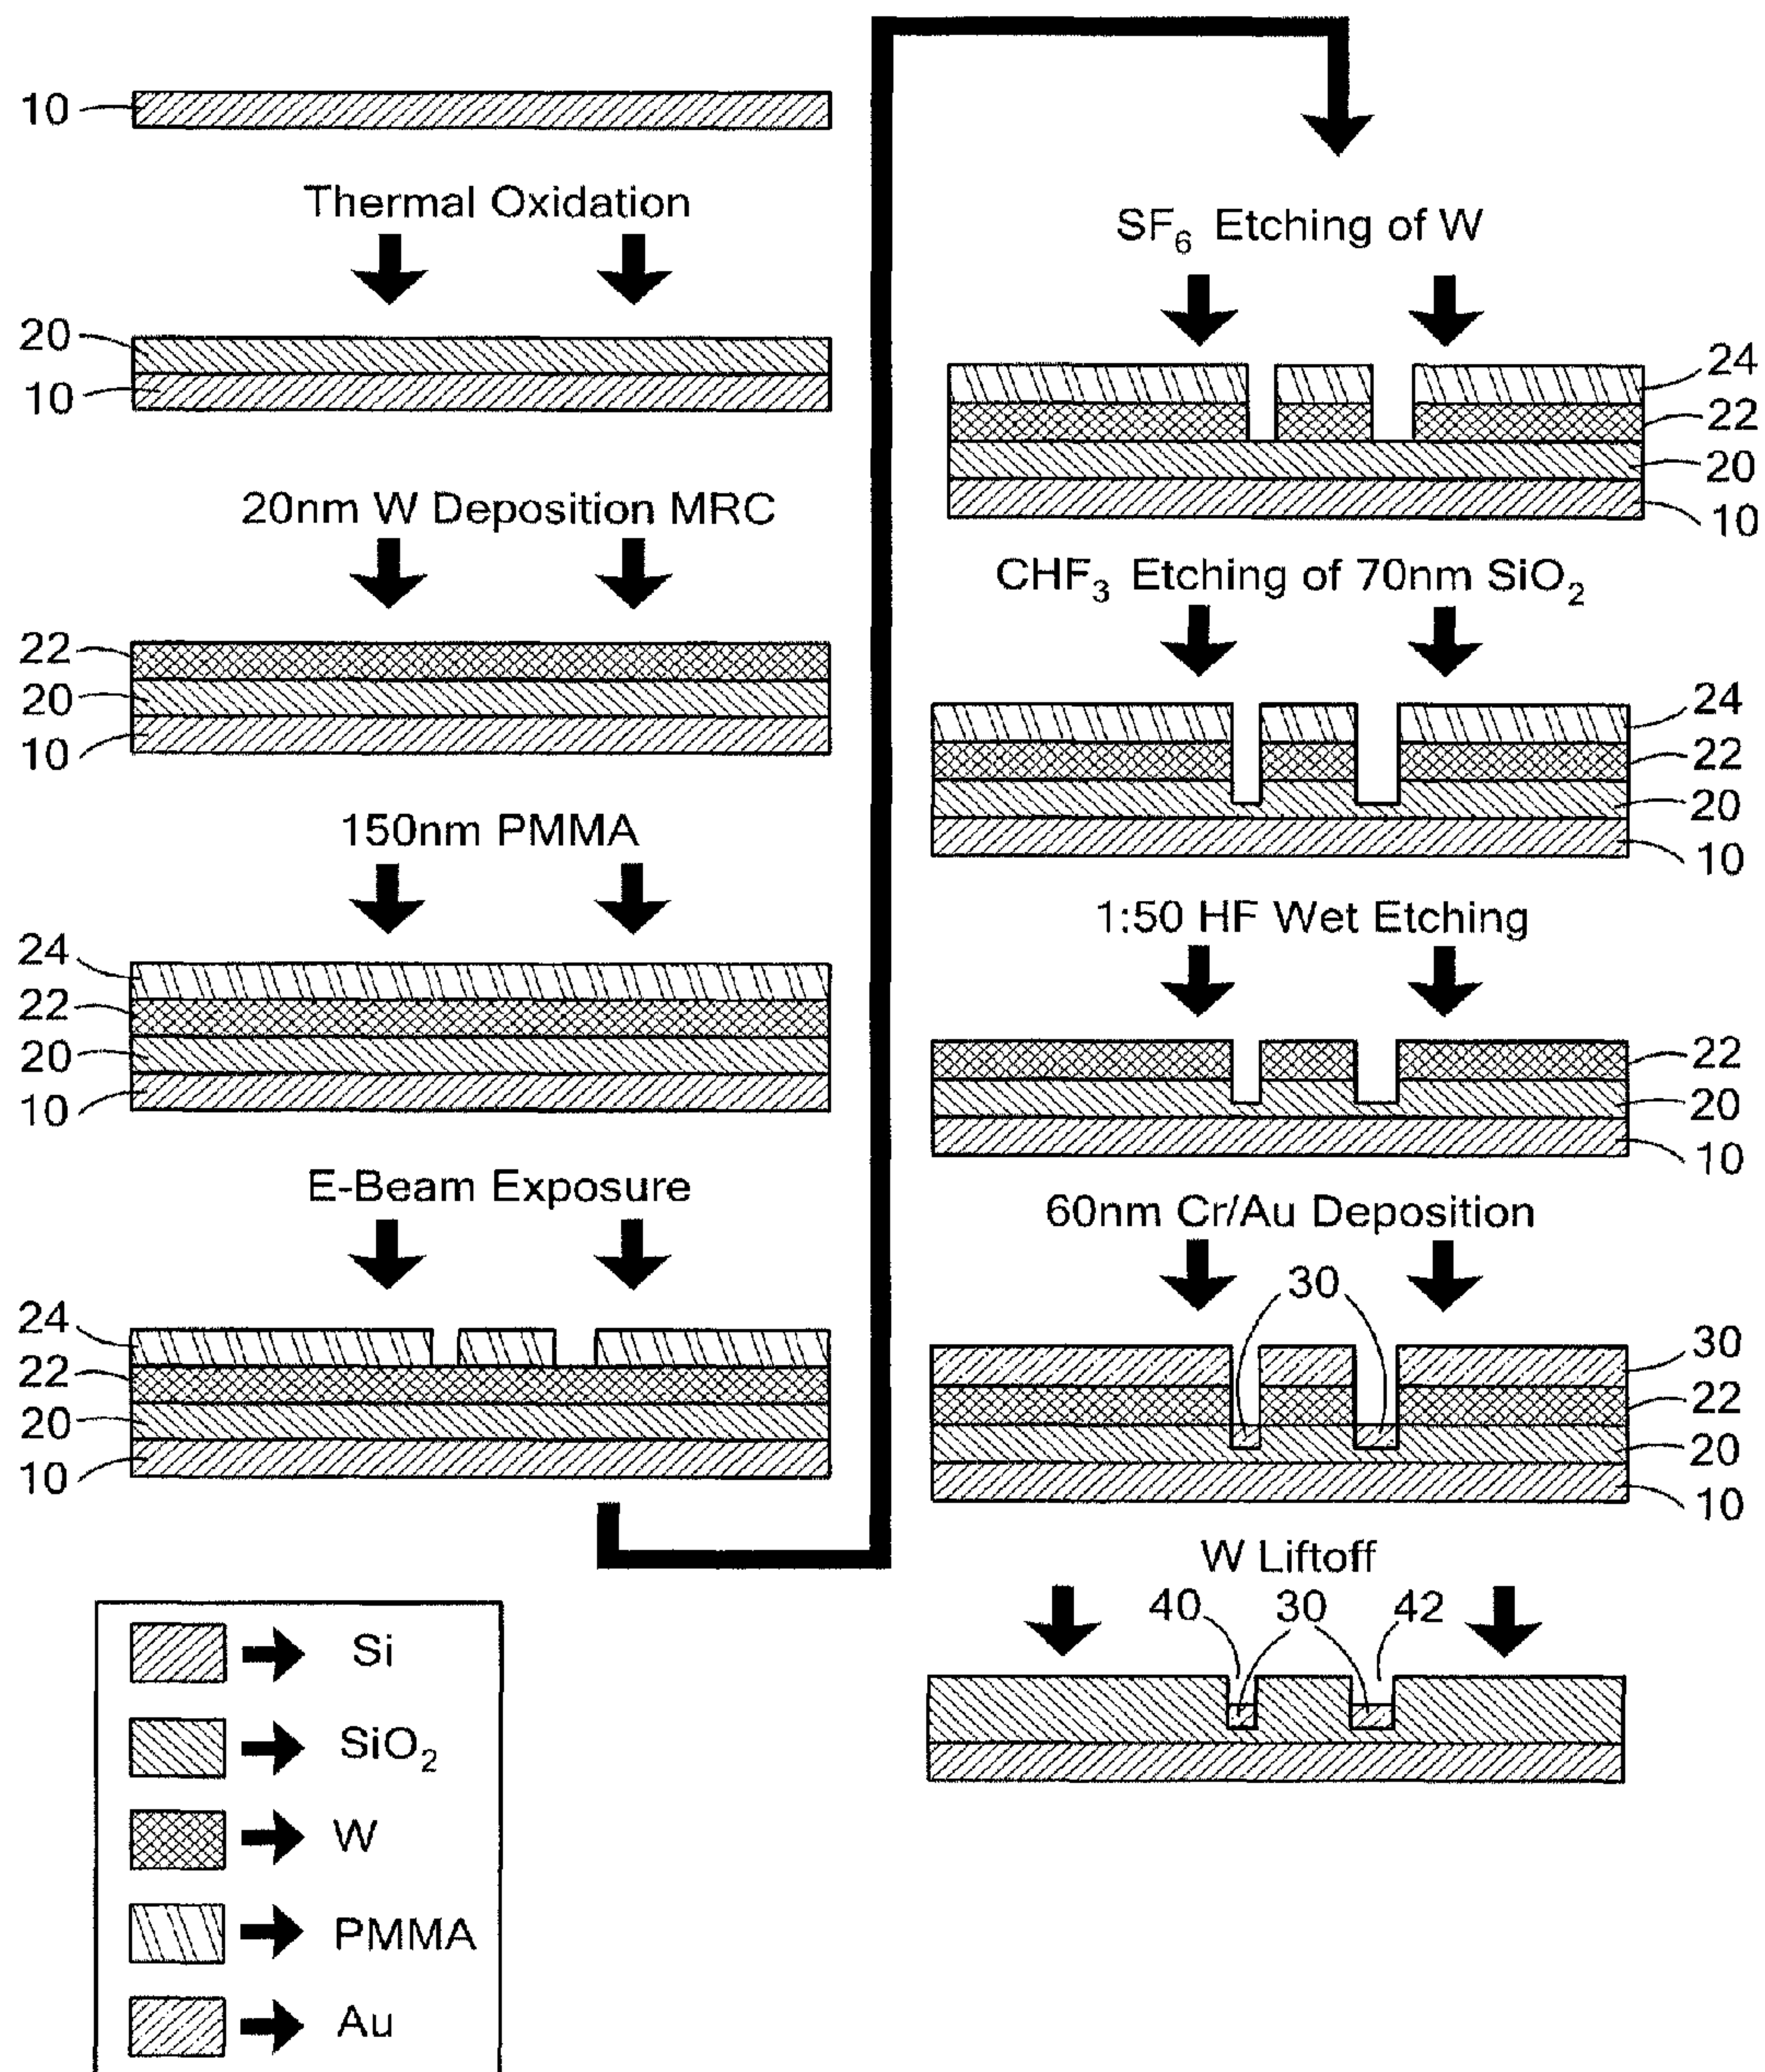 10
Thermal Oxidation
20
10
20nm W Deposition MRC
22
20
10
150nm PMMA
24
22
20
10
E-Beam Exposure
24
22
20
10
SF6 Etching of W
24
22
20
10
CHF3 Etching of 70nm SiO2
24
22
20
10
1:50 HF Wet Etching
22
20
10
60nm Cr/Au Deposition
30
30
22
20
10
W Liftoff
40 30 42
Si
SiO2
W
PMMA
Au